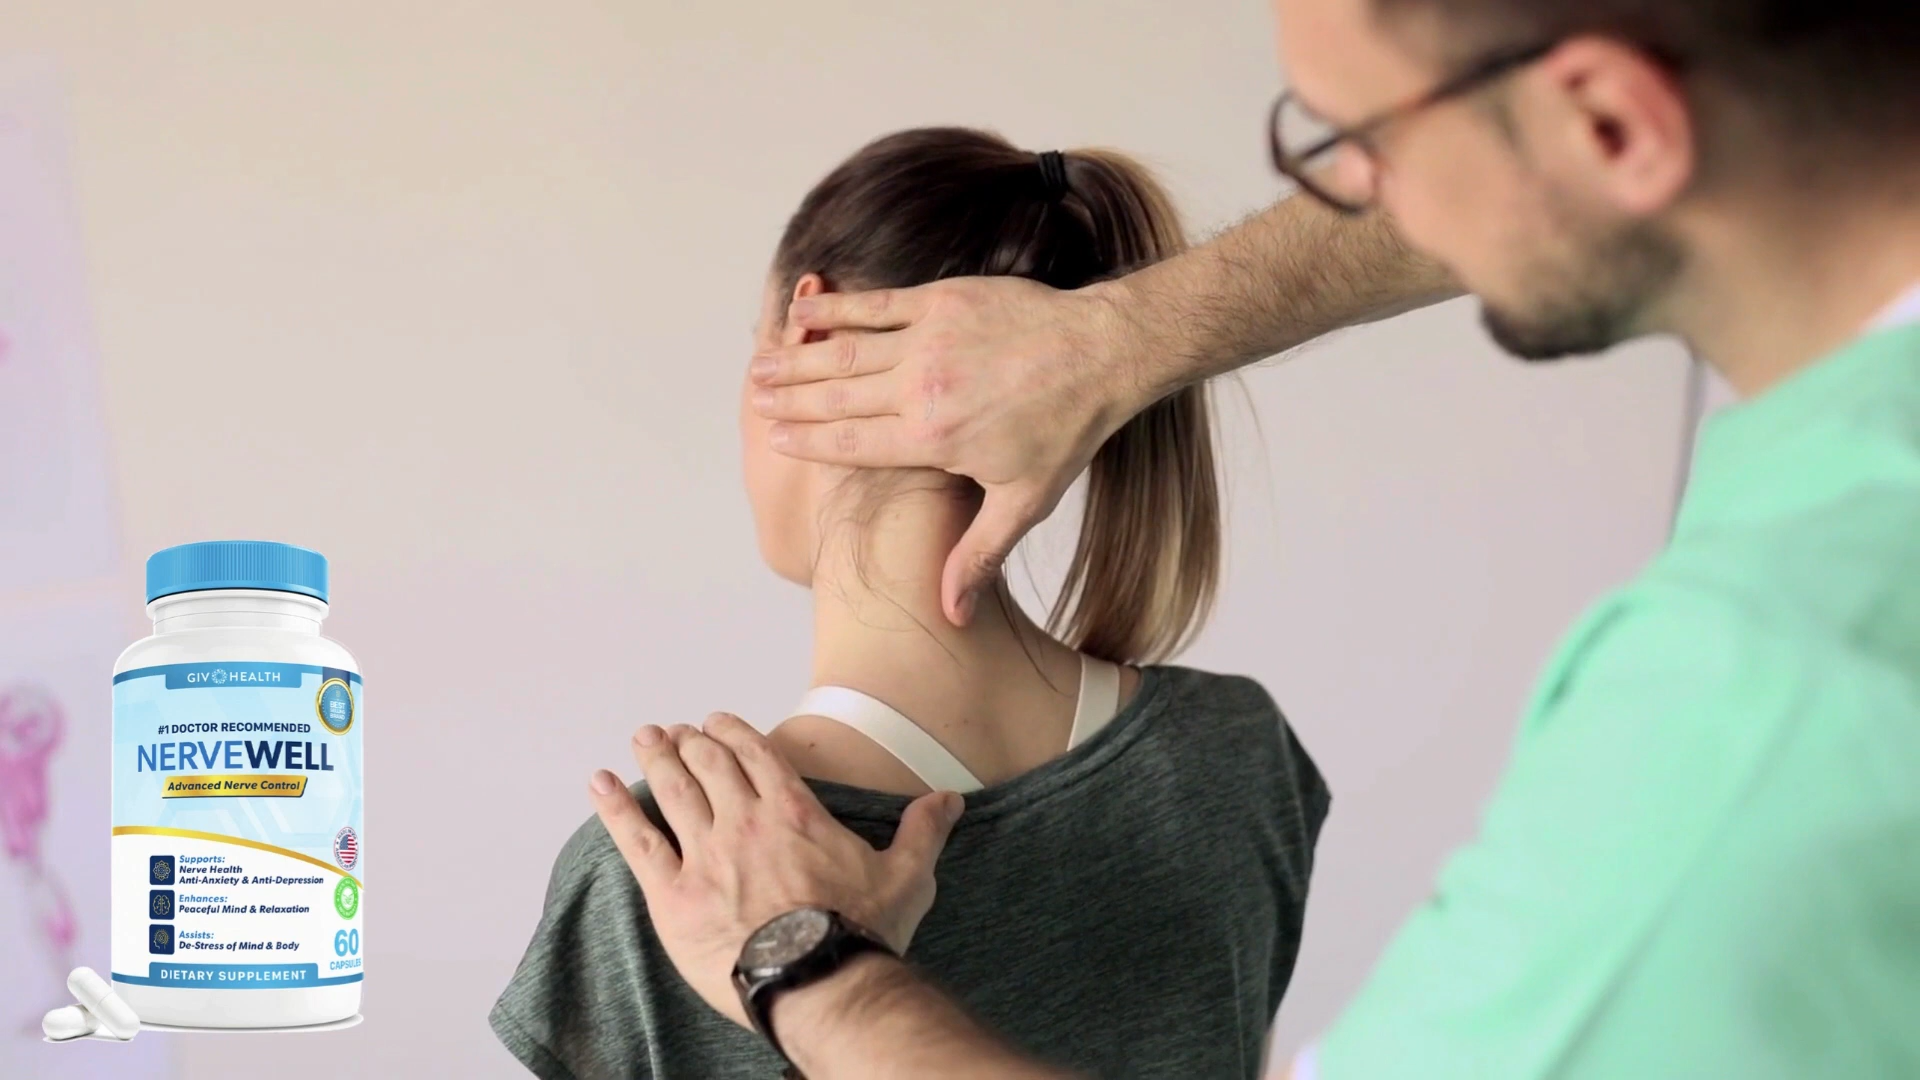 GIV HEALTH
BEST
#1 DOCTOR RECOMMENDED
NERVEWELL
Advanced Nerve Control
Supports:
Nerve Health
Anti-Anxiety & Anti-Depression
Enhances:
Peaceful Mind & Relaxation
Assists:
De-Stress of Mind & Body
60
CAPSULES
DIETARY SUPPLEMENT